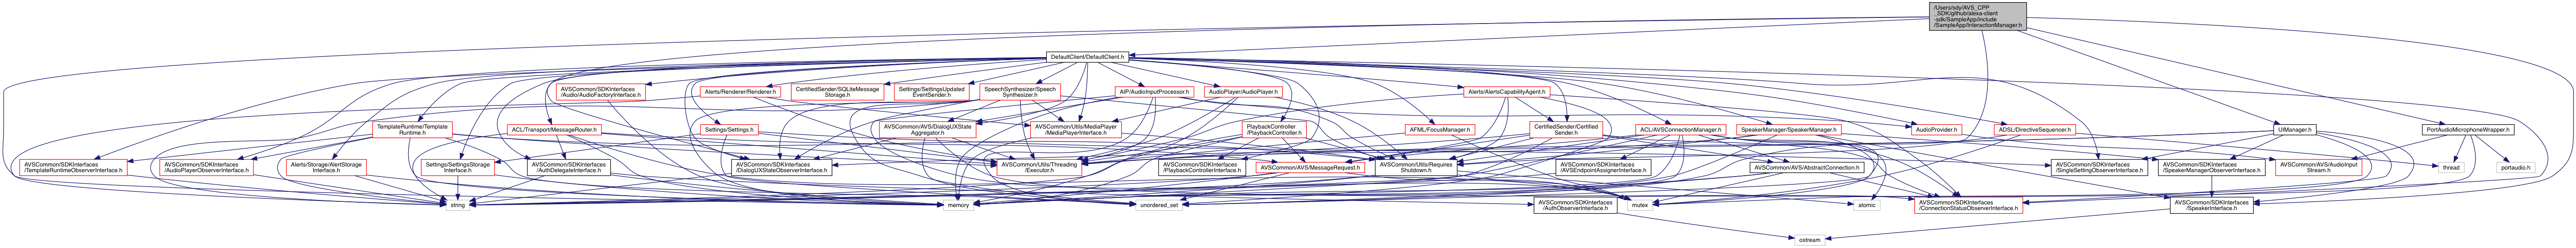 /Users/sdy/AVS_CPP
_SDK/github/alexa-client
-sdk/SampleApp/include
/SampleApp/InteractionManager.h
DefaultClient/DefaultClient.h
AVSCommon/SDKInterfaces
/Audio/AudioFactoryInterface.h
Alerts/Renderer/Renderer.h
CertifiedSender/SQLiteMessage
Storage.h
Settings/SettingsUpdated
EventSender.h
SpeechSynthesizer/Speech
Synthesizer.h
AIP/AudioInputProcessor.h
AudioPlayer/AudioPlayer.h
Alerts/AlertsCapabilityAgent.h
TemplateRuntime/Template
Runtime.h
ACL/Transport/MessageRouter.h
Settings/Settings.h
AVSCommon/AVS/DialogUXState
Aggregator.h
AVSCommon/Utils/MediaPlayer
/MediaPlayerInterface.h
PlaybackController
/PlaybackController.h
AFML/FocusManager.h
CertifiedSender/Certified
Sender.h
ACL/AVSConnectionManager.h
SpeakerManager/SpeakerManager.h
AudioProvider.h
ADSL/DirectiveSequencer.h
UIManager.h
PortAudioMicrophoneWrapper.h
AVSCommon/SDKInterfaces
/TemplateRuntimeObserverInterface.h
AVSCommon/SDKInterfaces
/AudioPlayerObserverInterface.h
Alerts/Storage/AlertStorage
Interface.h
Settings/SettingsStorage
Interface.h
AVSCommon/SDKInterfaces
/AuthDelegateInterface.h
AVSCommon/SDKInterfaces
/DialogUXStateObserverInterface.h
AVSCommon/Utils/Threading
/Executor.h
AVSCommon/SDKInterfaces
/PlaybackControllerInterface.h
AVSCommon/AVS/MessageRequest.h
AVSCommon/Utils/Requires
Shutdown.h
AVSCommon/SDKInterfaces
/AVSEndpointAssignerInterface.h
AVSCommon/AVS/AbstractConnection.h
AVSCommon/SDKInterfaces
/SingleSettingObserverInterface.h
AVSCommon/SDKInterfaces
/SpeakerManagerObserverInterface.h
AVSCommon/AVS/AudioInput
Stream.h
thread
portaudio.h
string
memory
unordered_set
AVSCommon/SDKInterfaces
/AuthObserverInterface.h
mutex
atomic
AVSCommon/SDKInterfaces
/ConnectionStatusObserverInterface.h
AVSCommon/SDKInterfaces
/SpeakerInterface.h
ostream